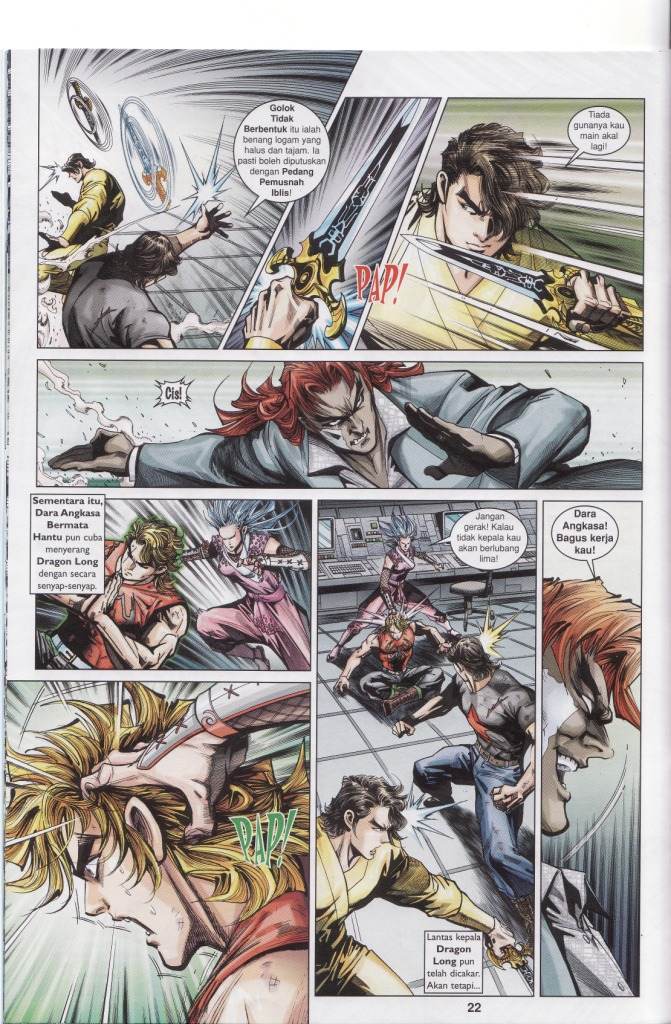 Golok
Tidak
Berbentuk itu ialah
benang logam yang
halus dan tajam. Ia
pasti boleh diputuskan
dengan Pedang
Pemusnah
Iblis!
Tiada
gunanya kau
main akal
lagi!
PAP!
Cis!
Sementara itu,
Dara Angkasa
Bermata
Hantu pun cuba
menyerang
Dragon Long
dengan secara
senyap-senyap.
Jangan
gerak! Kalau
tidak kepala kau
akan berlubang
lima!
Dara
Angkasa!
Bagus kerja
kau!
PAP!
Lantas kepala
Dragon
Long pun
telah dicakar.
Akan tetapi...
22